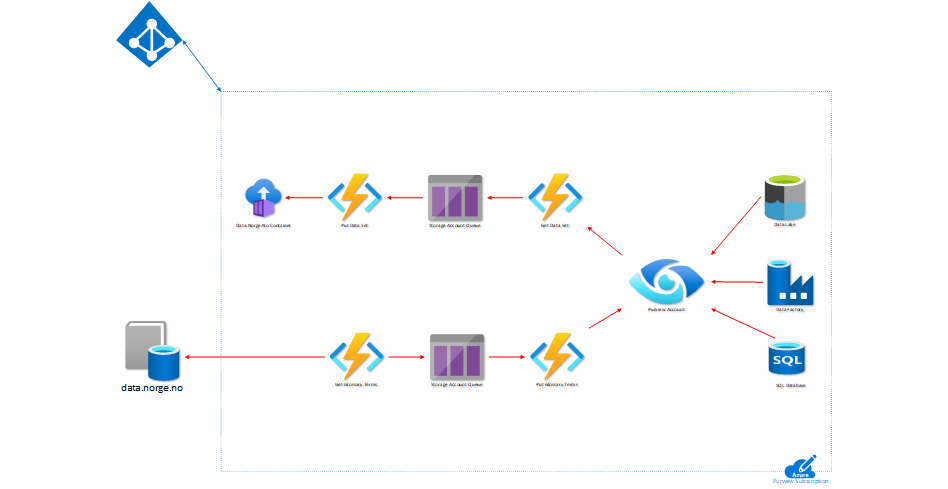 Data.Norge.No Container
Put Data Set
Storage Account Queue
Get Data Set
Data Lake
Purview Account
Data Factory
data.norge.no
Get Glossary Terms
Storage Account Queue
Put Glossary Terms
SQL
SQL Database
Azure
Purview Subscription